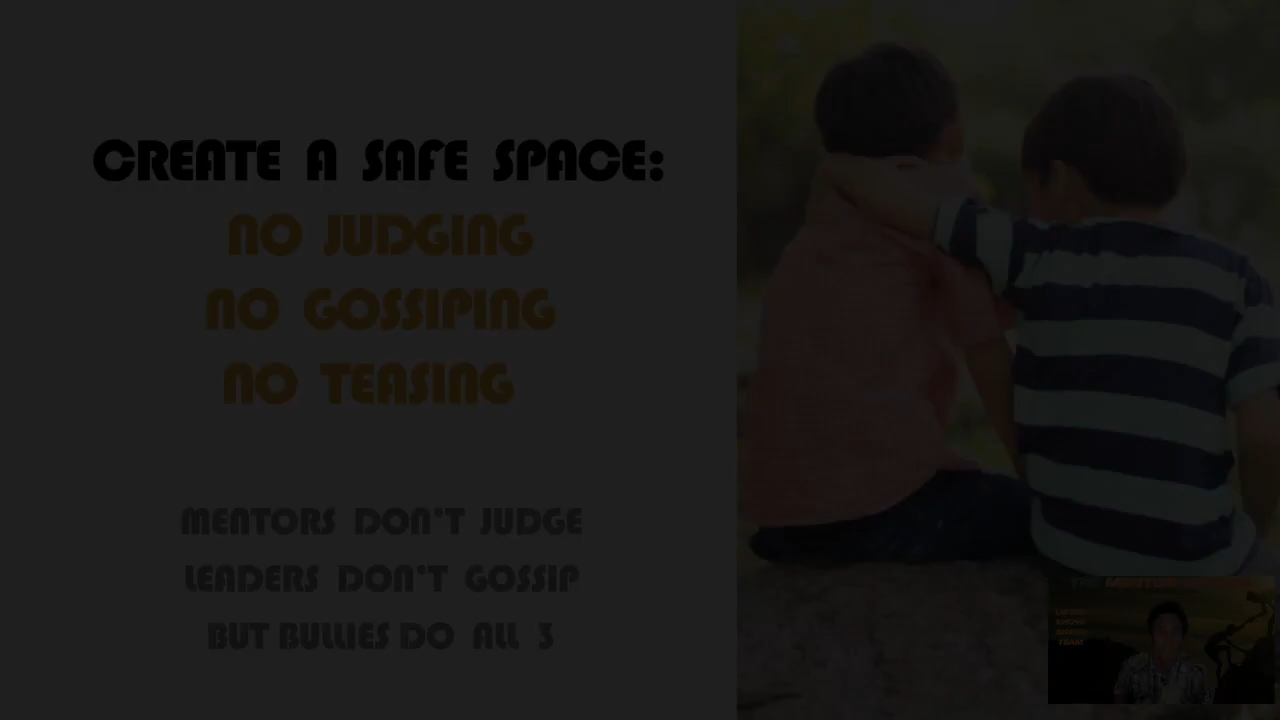 CREATE A SAFE SPACE:
NO JUDGING
NO GOSSIPING
NO TEASING
MENTORS DON'T JUDGE
LEADERS DON'T GOSSIP
BUT BULLIES DO ALL 3